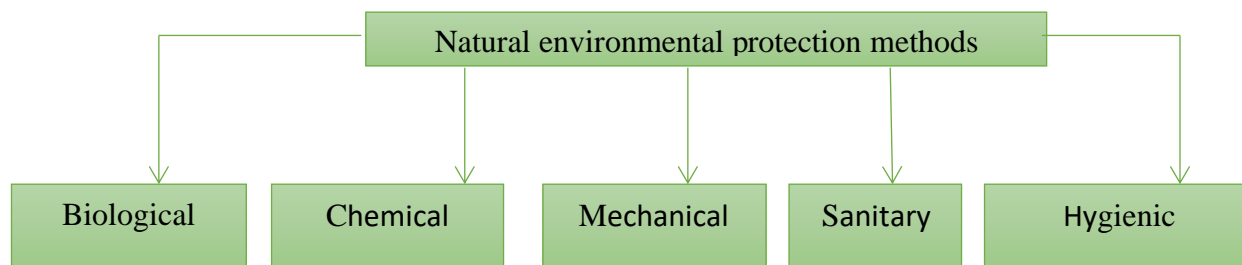 Natural environmental protection methods
Biological
Chemical
Mechanical
Sanitary
Hygienic